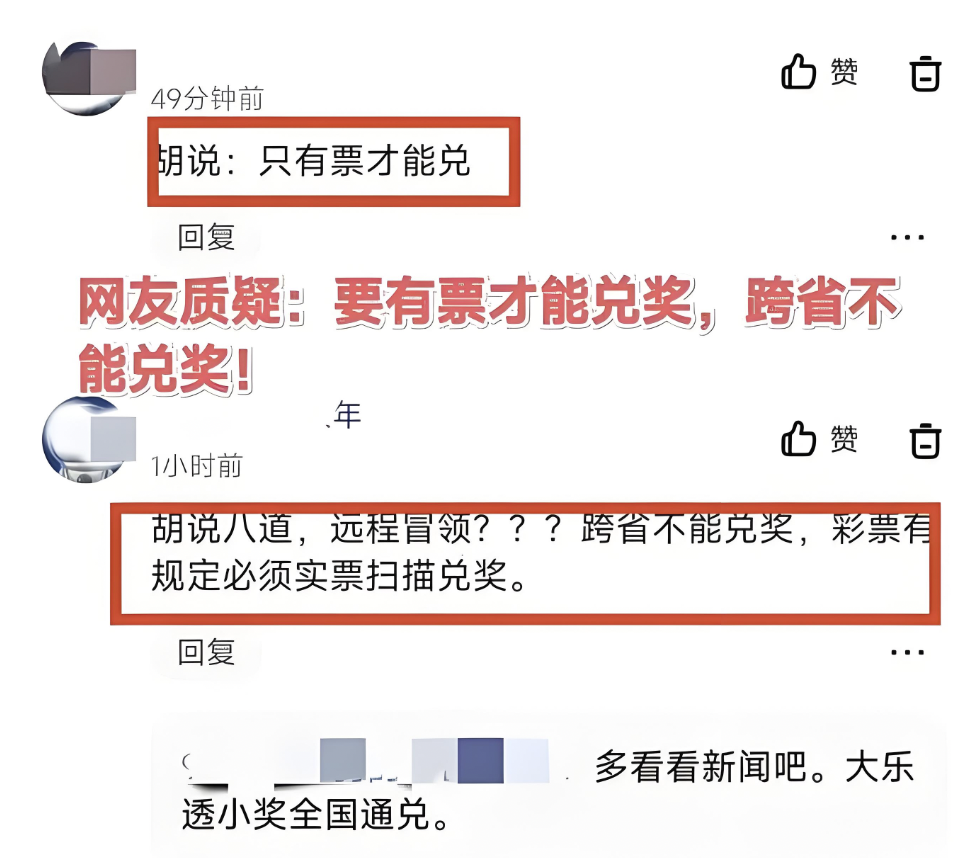 赞
49分钟前
胡说：只有票才能兑
回复
...
网友质疑：要有票才能兑奖，跨省不
能兑奖！
年
赞
1小时前
胡说八道，远程冒领？？？跨省不能兑奖，彩票有
规定必须实票扫描兑奖。
回复
...
多看看新闻吧。大乐
透小奖全国通兑。